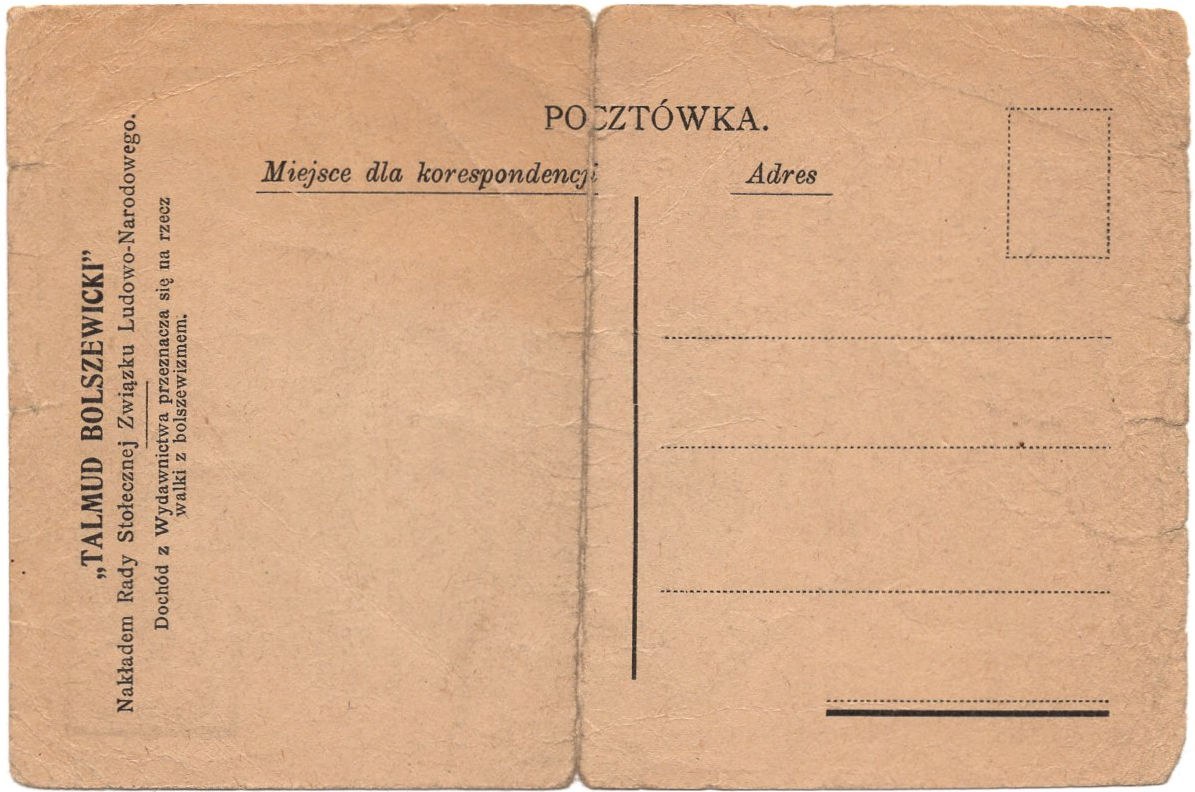 POCZTÓWKA.
Miejsce dla korespondencji
Adres
„TALMUD BOLSZEWICKI”
Nakładem Rady Stołecznej Związku Ludowo-Narodowego.
Dochód z Wydawnictwa przeznacza się na rzecz
walki z bolszewizmem.